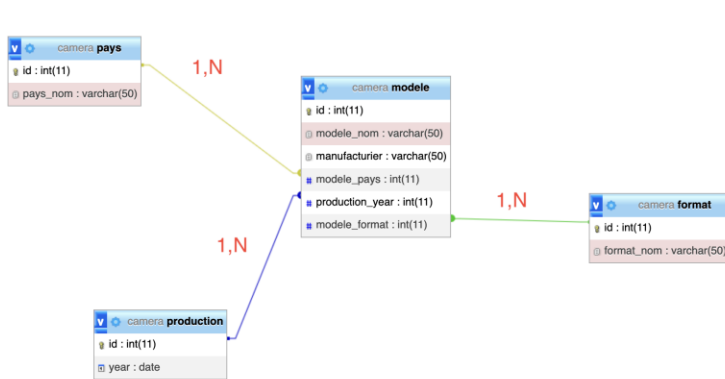 camera pays
id : int(11)
pays_nom : varchar(50)
1,N
camera modele
id : int(11)
modele_nom : varchar(50)
manufacturier : varchar(50)
# modele_pays : int(11)
# production_year : int(11)
# modele_format : int(11)
1,N
camera format
id : int(11)
format_nom : varchar(50)
1,N
camera production
id : int(11)
year : date